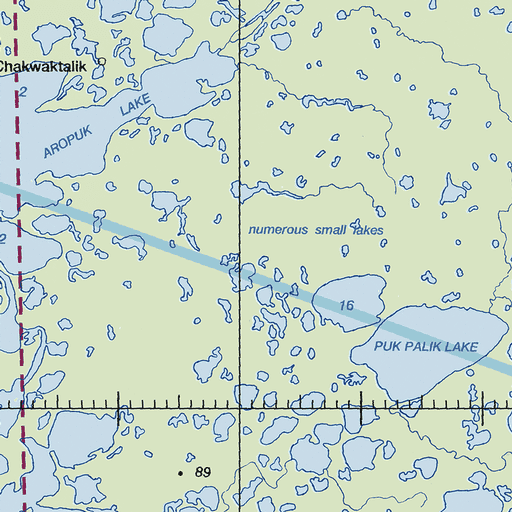 Chakwaktalik
2
AROPUK LAKE
numerous small lakes
2
16
PUK PALIK LAKE
89